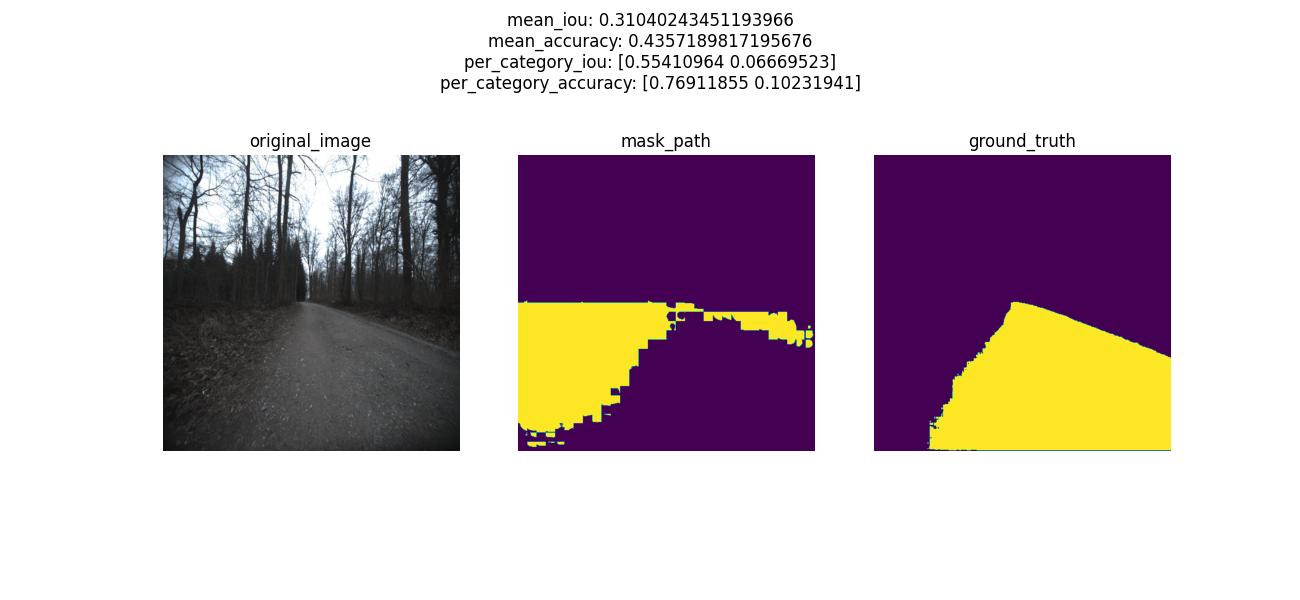 mean_iou: 0.31040243451193966
mean_accuracy: 0.4357189817195676
per_category_iou: [0.55410964 0.06669523]
per_category_accuracy: [0.76911855 0.10231941]
original_image
mask_path
ground_truth